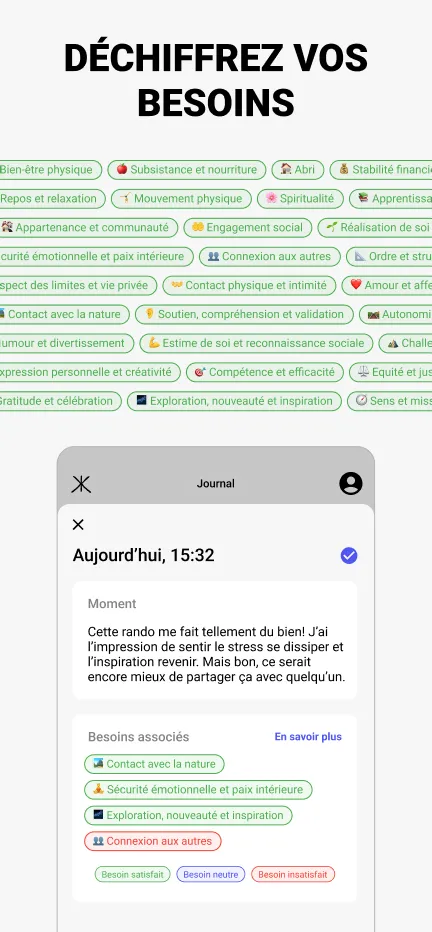 DÉCHIFFREZ VOS
BESOINS
Bien-être physique Subsistance et nourriture Abri Stabilité financiè
Repos et relaxation Mouvement physique Spiritualité Apprentissa
Appartenance et communauté Engagement social Réalisation de soi
curité émotionnelle et paix intérieure Connexion aux autres Ordre et stru
spect des limites et vie privée Contact physique et intimité Amour et affe
Contact avec la nature Soutien, compréhension et validation Autonomi
umour et divertissement Estime de soi et reconnaissance sociale Challe
xpression personnelle et créativité Compétence et efficacité Equité et jus
Gratitude et célébration Exploration, nouveauté et inspiration Sens et miss
Journal
Aujourd’hui, 15:32
Moment
Cette rando me fait tellement du bien! J’ai
l’impression de sentir le stress se dissiper et
l’inspiration revenir. Mais bon, ce serait
encore mieux de partager ça avec quelqu’un.
Besoins associés En savoir plus
Contact avec la nature
Sécurité émotionnelle et paix intérieure
Exploration, nouveauté et inspiration
Connexion aux autres
Besoin satisfait Besoin neutre Besoin insatisfait